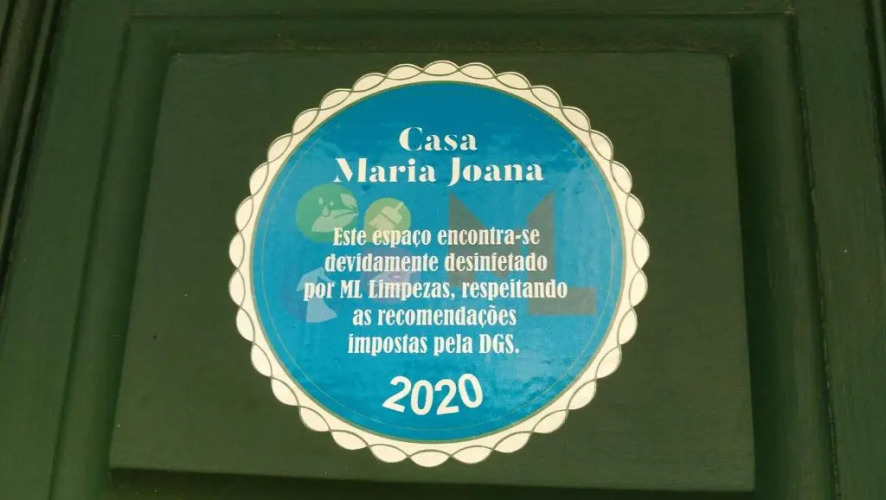 Casa
Maria Joana
ML
Este espaço encontra-se
devidamente desinfetado
por ML Limpezas, respeitando
as recomendações
impostas pela DGS.
2020